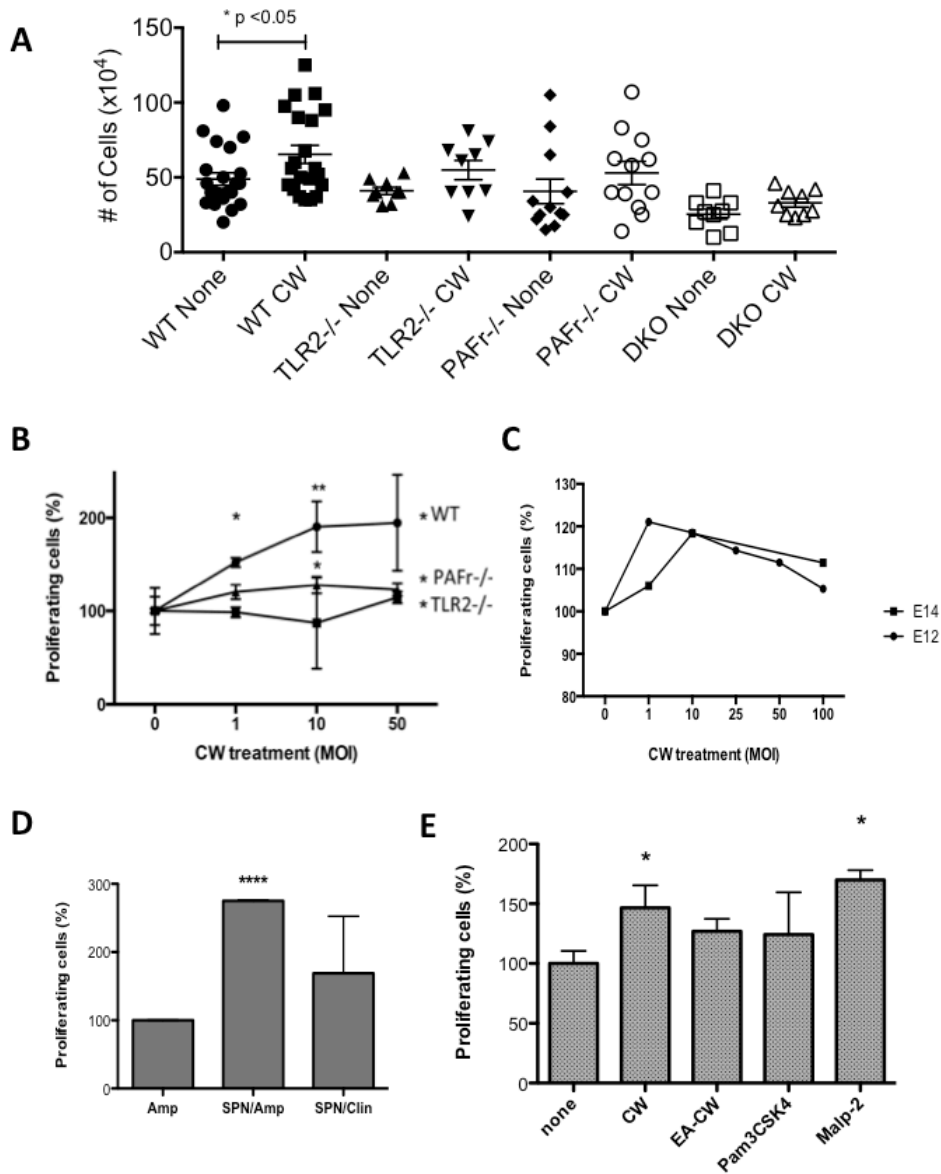 A
* p <0.05
# of Cells (x10⁴)
150
100
50
0
WT None
WT CW
TLR2-/- None
TLR2-/- CW
PAFr-/- None
PAFr-/- CW
DKO None
DKO CW
B
Proliferating cells (%)
200
100
0
*
**
*
* WT
* PAFr-/-
* TLR2-/-
0 1 10 50
CW treatment (MOI)
C
Proliferating cells (%)
130
120
110
100
90
80
0 1 10 25 50 100
CW treatment (MOI)
E14
E12
D
Proliferating cells (%)
300
200
100
0
****
Amp SPN/Amp SPN/Clin
E
Proliferating cells (%)
200
150
100
50
0
*
*
none
CW
EA-CW
Pam3CSK4
Malp-2